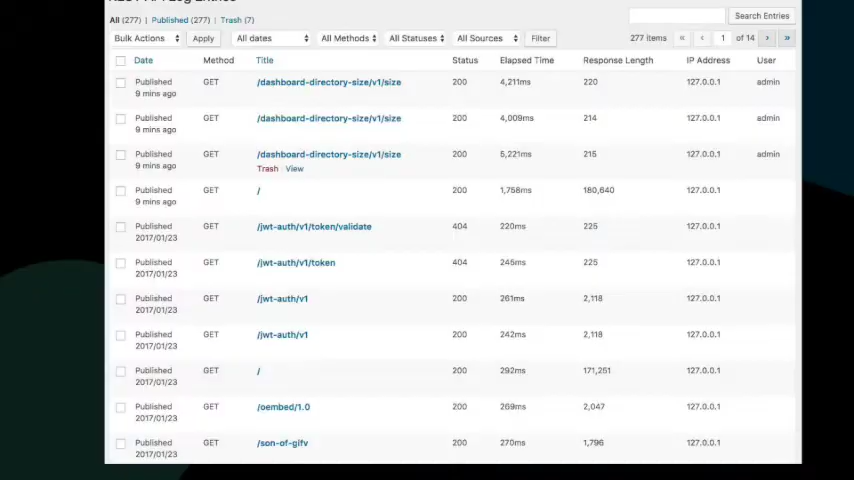 REST API Log Entries
All (277) | Published (277) | Trash (7)
Search Entries
Bulk Actions Apply All dates All Methods All Statuses All Sources Filter 277 items « ‹ 1 of 14 › »
Date Method Title Status Elapsed Time Response Length IP Address User
Published GET /dashboard-directory-size/v1/size 200 4,211ms 220 127.0.0.1 admin
9 mins ago
Published GET /dashboard-directory-size/v1/size 200 4,009ms 214 127.0.0.1 admin
9 mins ago
Published GET /dashboard-directory-size/v1/size 200 5,221ms 215 127.0.0.1 admin
9 mins ago Trash | View
Published GET / 200 1,758ms 180,640 127.0.0.1
9 mins ago
Published GET /jwt-auth/v1/token/validate 404 220ms 225 127.0.0.1
2017/01/23
Published GET /jwt-auth/v1/token 404 245ms 225 127.0.0.1
2017/01/23
Published GET /jwt-auth/v1 200 261ms 2,118 127.0.0.1
2017/01/23
Published GET /jwt-auth/v1 200 242ms 2,118 127.0.0.1
2017/01/23
Published GET / 200 292ms 171,251 127.0.0.1
2017/01/23
Published GET /oembed/1.0 200 269ms 2,047 127.0.0.1
2017/01/23
Published GET /son-of-gifv 200 270ms 1,796 127.0.0.1
2017/01/23